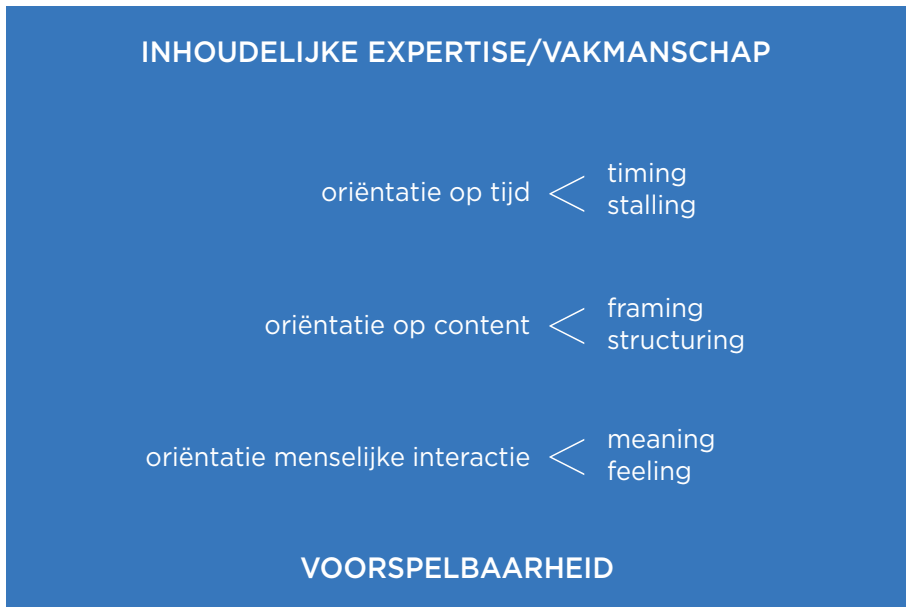 INHOUDELIJKE EXPERTISE/VAKMANSCHAP
oriëntatie op tijd
timing
stalling
oriëntatie op content
framing
structuring
oriëntatie menselijke interactie
meaning
feeling
VOORSPELBAARHEID